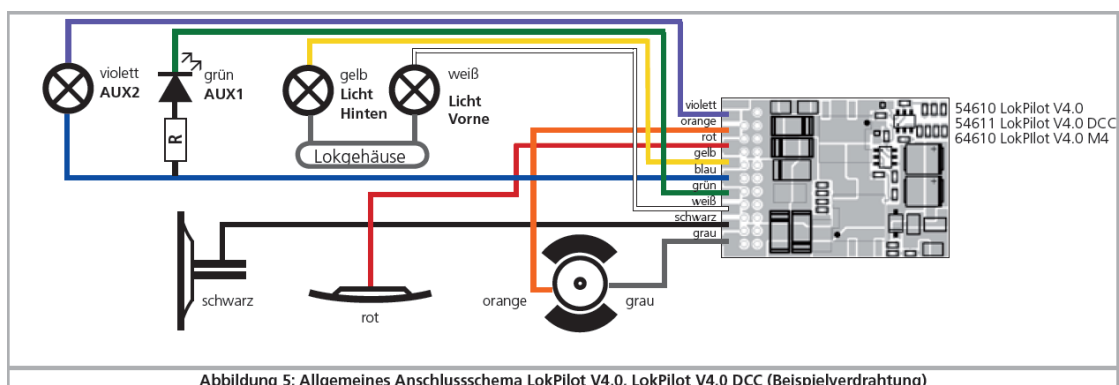 violett
AUX2
grün
AUX1
gelb
Licht
Hinten
weiß
Licht
Vorne
R
Lokgehäuse
violett
orange
rot
gelb
blau
grün
weiß
schwarz
grau
54610 LokPilot V4.0
54611 LokPilot V4.0 DCC
64610 LokPilot V4.0 M4
schwarz
rot
orange
grau
Abbildung 5: Allgemeines Anschlussschema LokPilot V4.0, LokPilot V4.0 DCC (Beispielverdrahtung)